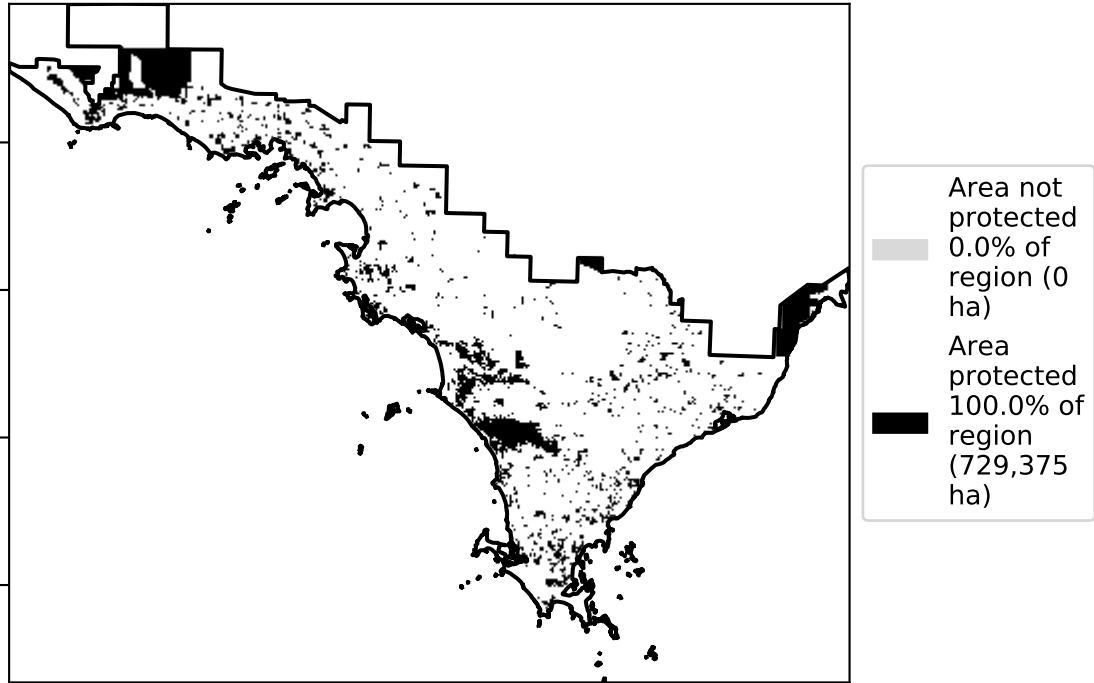 Area not
protected
0.0% of
region (0
ha)
Area
protected
100.0% of
region
(729,375
ha)